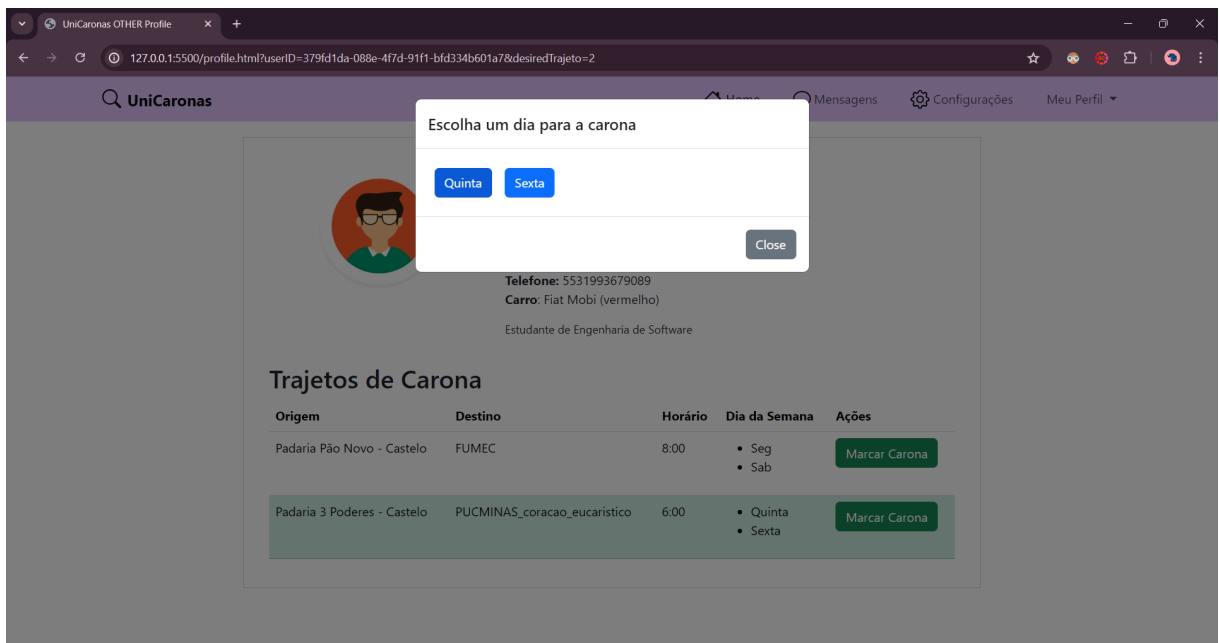 UniCaronas OTHER Profile
127.0.0.1:5500/profile.html?userID=379fd1da-088e-4f7d-91f1-bfd334b601a7&desiredTrajeto=2
UniCaronas
Home
Mensagens
Configurações
Meu Perfil
Escolha um dia para a carona
Quinta
Sexta
Close
Telefone: 5531993679089
Carro: Fiat Mobi (vermelho)
Estudante de Engenharia de Software
Trajetos de Carona
Origem Destino Horário Dia da Semana Ações
Padaria Pão Novo - Castelo FUMEC 8:00 • Seg Marcar Carona
• Sab
Padaria 3 Poderes - Castelo PUCMINAS_coracao_eucaristico 6:00 • Quinta Marcar Carona
• Sexta